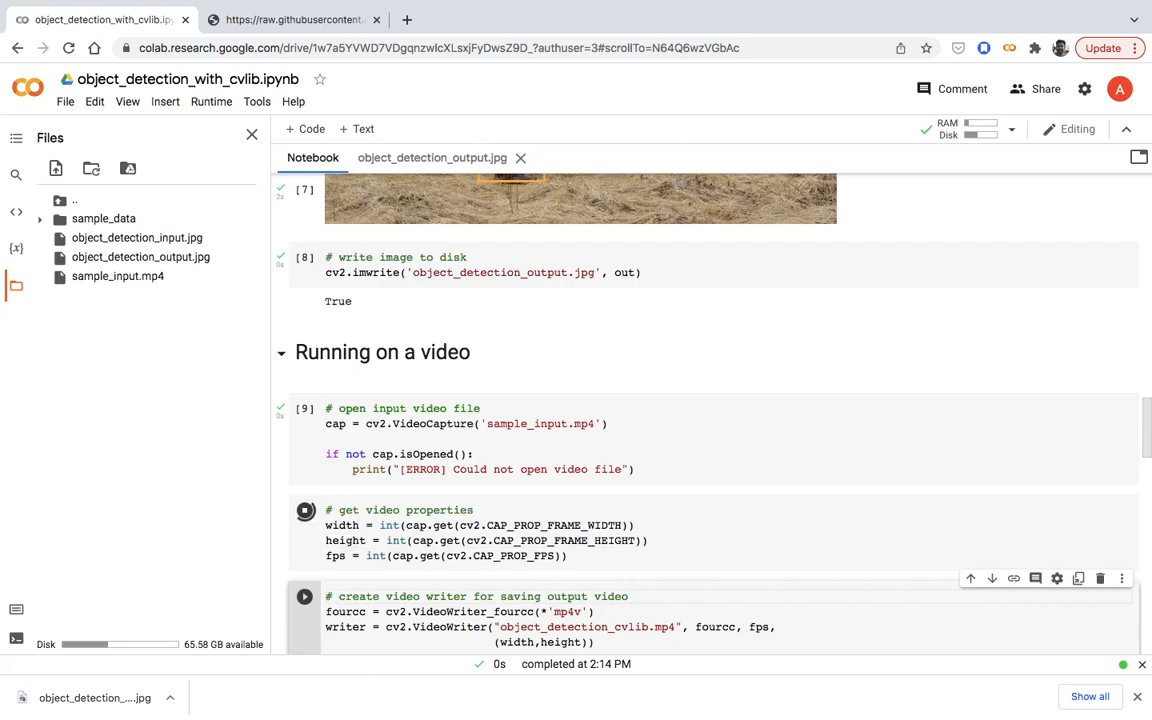 object_detection_with_cvlib.ipy
https://raw.githubusercontent.
colab.research.google.com/drive/1w7a5YVWD7VDgqnzwlcXLsxjFyDwsZ9D_?authuser=3#scrollTo=N64Q6wzVGbAc
Update
object_detection_with_cvlib.ipynb
File Edit View Insert Runtime Tools Help
Comment
Share
A
Files
+ Code + Text
RAM
Disk
Editing
Notebook
object_detection_output.jpg
..
sample_data
object_detection_input.jpg
object_detection_output.jpg
sample_input.mp4
[7]
2s
[8] # write image to disk
0s
cv2.imwrite('object_detection_output.jpg', out)
True
Running on a video
[9] # open input video file
0s
cap = cv2.VideoCapture('sample_input.mp4')
if not cap.isOpened():
print("[ERROR] Could not open video file")
# get video properties
width = int(cap.get(cv2.CAP_PROP_FRAME_WIDTH))
height = int(cap.get(cv2.CAP_PROP_FRAME_HEIGHT))
fps = int(cap.get(cv2.CAP_PROP_FPS))
# create video writer for saving output video
fourcc = cv2.VideoWriter_fourcc(*'mp4v')
writer = cv2.VideoWriter("object_detection_cvlib.mp4", fourcc, fps,
(width,height))
Disk
65.58 GB available
0s completed at 2:14 PM
object_detection_....jpg
Show all